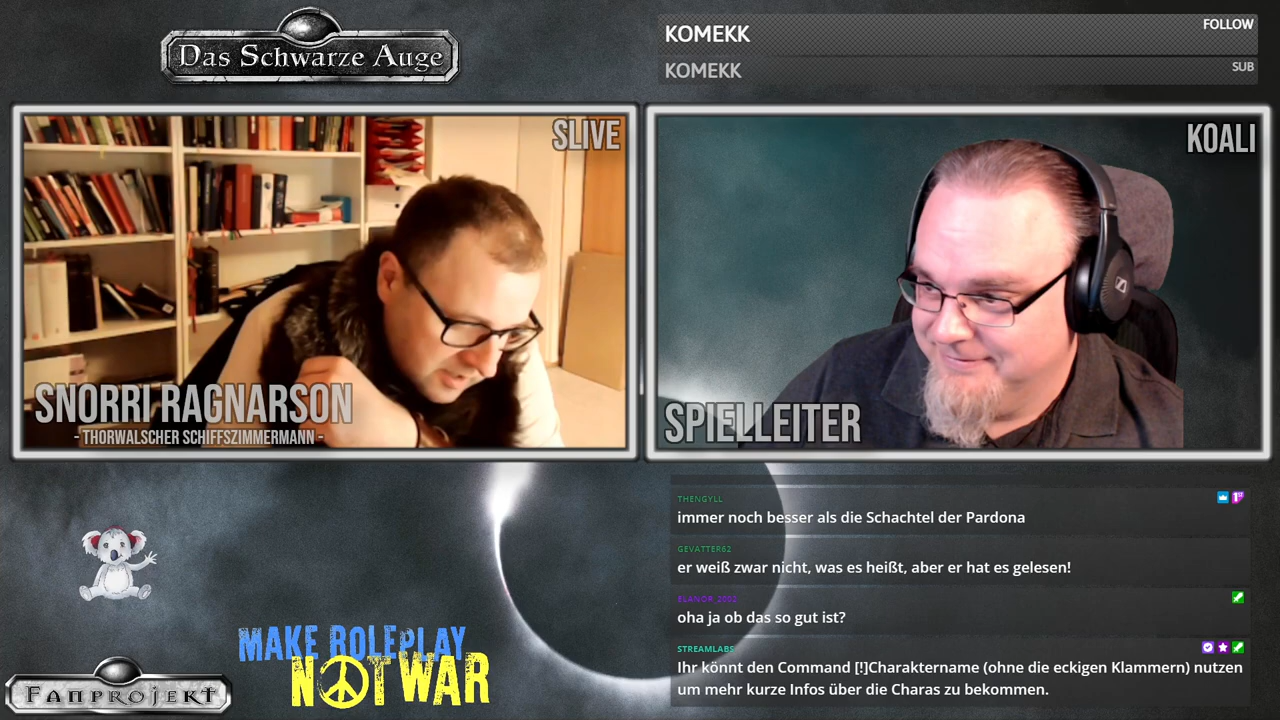 Das Schwarze Auge
KOMEKK FOLLOW
KOMEKK SUB
SLIVE
SNORRI RAGNARSON
- THORWALSCHER SCHIFFSZIMMERMANN -
KOALI
SPIELLEITER
THENGYLL
immer noch besser als die Schachtel der Pardona
GEVATTER62
er weiß zwar nicht, was es heißt, aber er hat es gelesen!
ELANOR_2002
oha ja ob das so gut ist?
STREAMLABS
Ihr könnt den Command [!]Charaktername (ohne die eckigen Klammern) nutzen
um mehr kurze Infos über die Charas zu bekommen.
MAKE ROLEPLAY
NOT WAR
FANPROJEKT